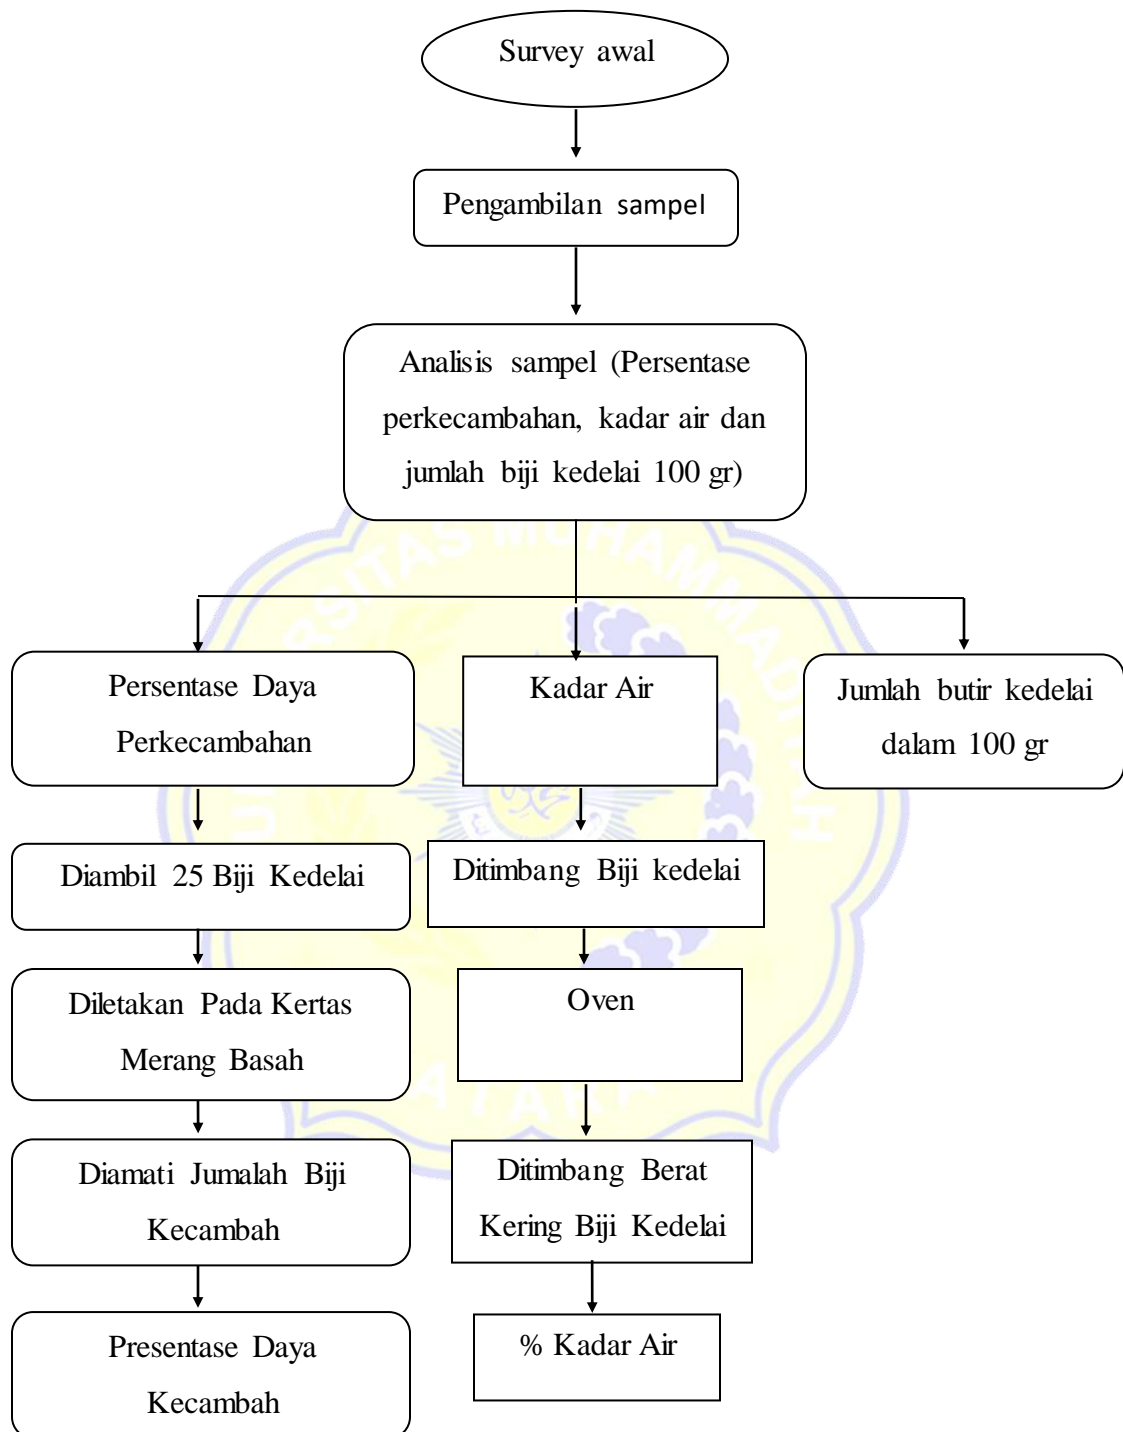 Survey awal
Pengambilan sampel
Analisis sampel (Persentase
perkecambahan, kadar air dan
jumlah biji kedelai 100 gr)
Persentase Daya
Perkecambahan
Kadar Air
Jumlah butir kedelai
dalam 100 gr
Diambil 25 Biji Kedelai
Ditimbang Biji kedelai
Diletakan Pada Kertas
Merang Basah
Oven
Diamati Jumalah Biji
Kecambah
Ditimbang Berat
Kering Biji Kedelai
Presentase Daya
Kecambah
% Kadar Air